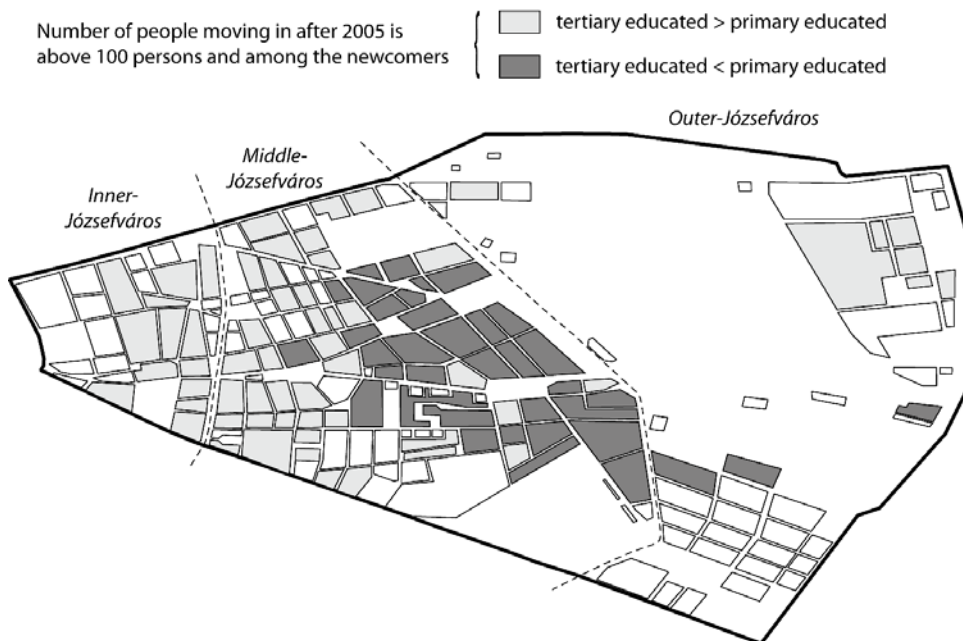 Number of people moving in after 2005 is
above 100 persons and among the newcomers
tertiary educated > primary educated
tertiary educated < primary educated
Outer-Józsefváros
Middle-
Józsefváros
Inner-
Józsefváros